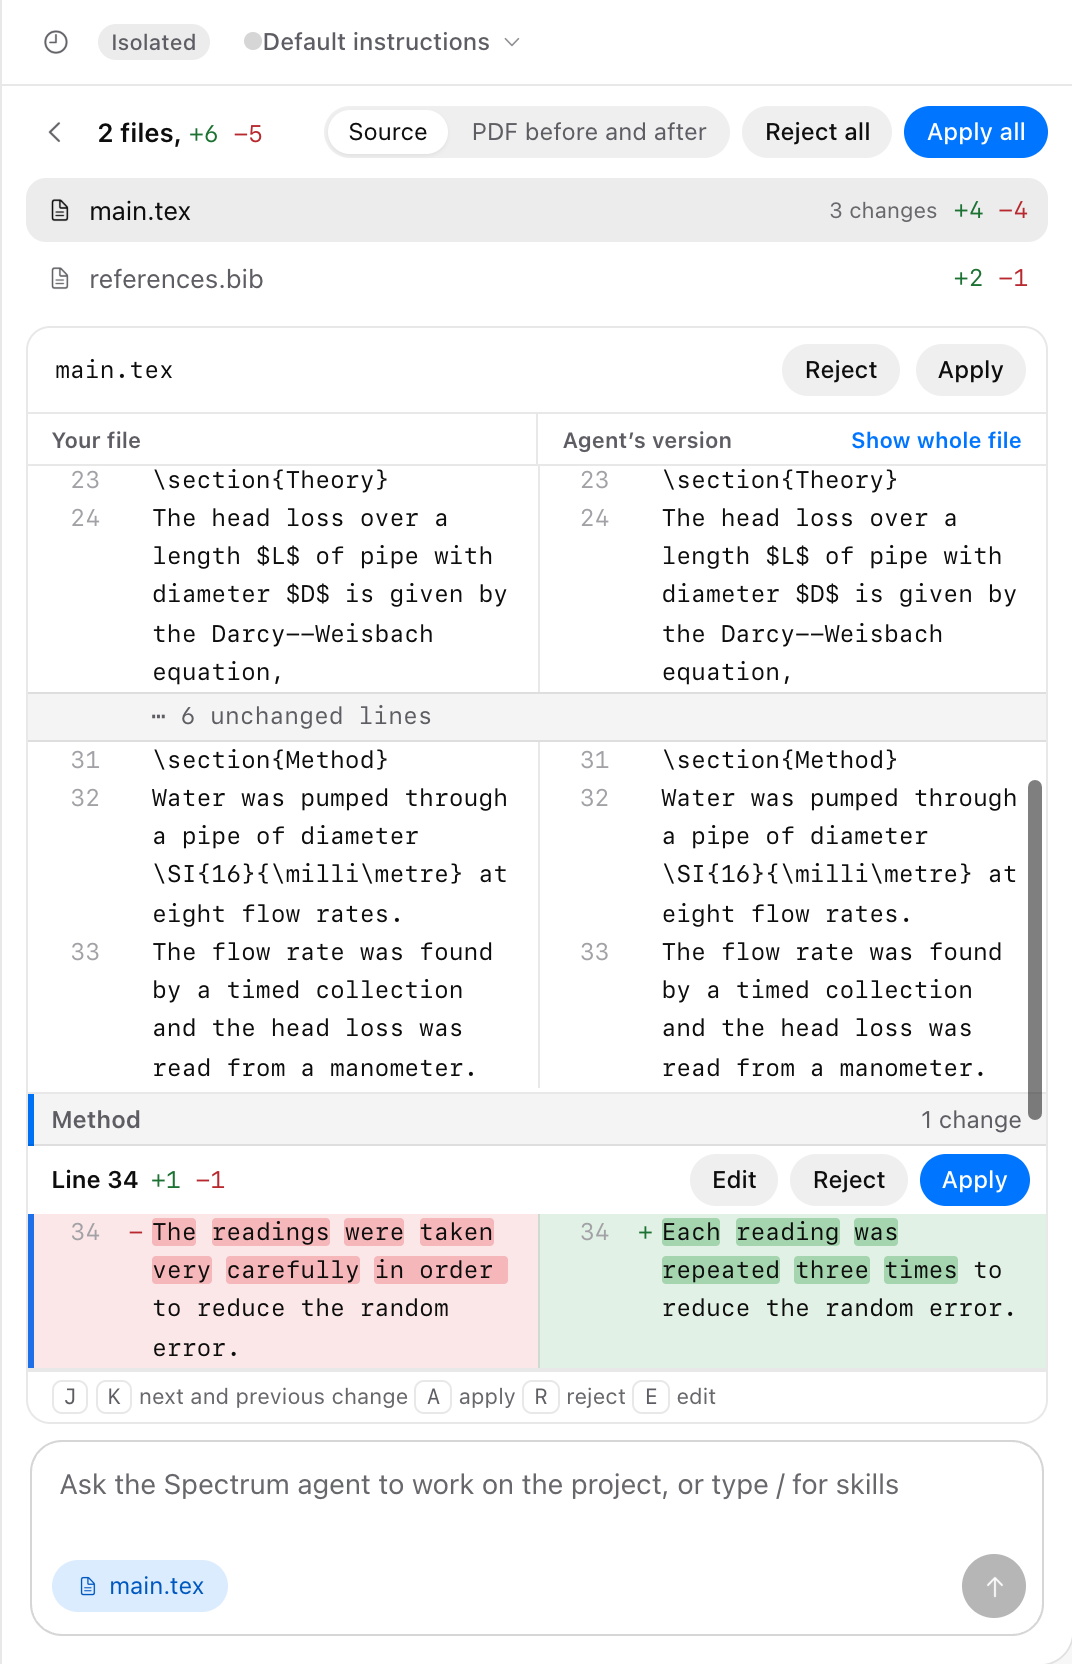 Isolated
Default instructions
2 files, +6 −5
Source
PDF before and after
Reject all
Apply all
main.tex
3 changes +4 −4
references.bib
+2 −1
main.tex
Reject
Apply
Your file
Agent's version
Show whole file
23 \section{Theory}
24 The head loss over a
length $L$ of pipe with
diameter $D$ is given by
the Darcy--Weisbach
equation,
23 \section{Theory}
24 The head loss over a
length $L$ of pipe with
diameter $D$ is given by
the Darcy--Weisbach
equation,
⋯ 6 unchanged lines
31 \section{Method}
32 Water was pumped through
a pipe of diameter
\SI{16}{\milli\metre} at
eight flow rates.
33 The flow rate was found
by a timed collection
and the head loss was
read from a manometer.
31 \section{Method}
32 Water was pumped through
a pipe of diameter
\SI{16}{\milli\metre} at
eight flow rates.
33 The flow rate was found
by a timed collection
and the head loss was
read from a manometer.
Method
1 change
Line 34 +1 −1
Edit
Reject
Apply
34 − The readings were taken
very carefully in order
to reduce the random
error.
34 + Each reading was
repeated three times to
reduce the random error.
J K next and previous change A apply R reject E edit
Ask the Spectrum agent to work on the project, or type / for skills
main.tex